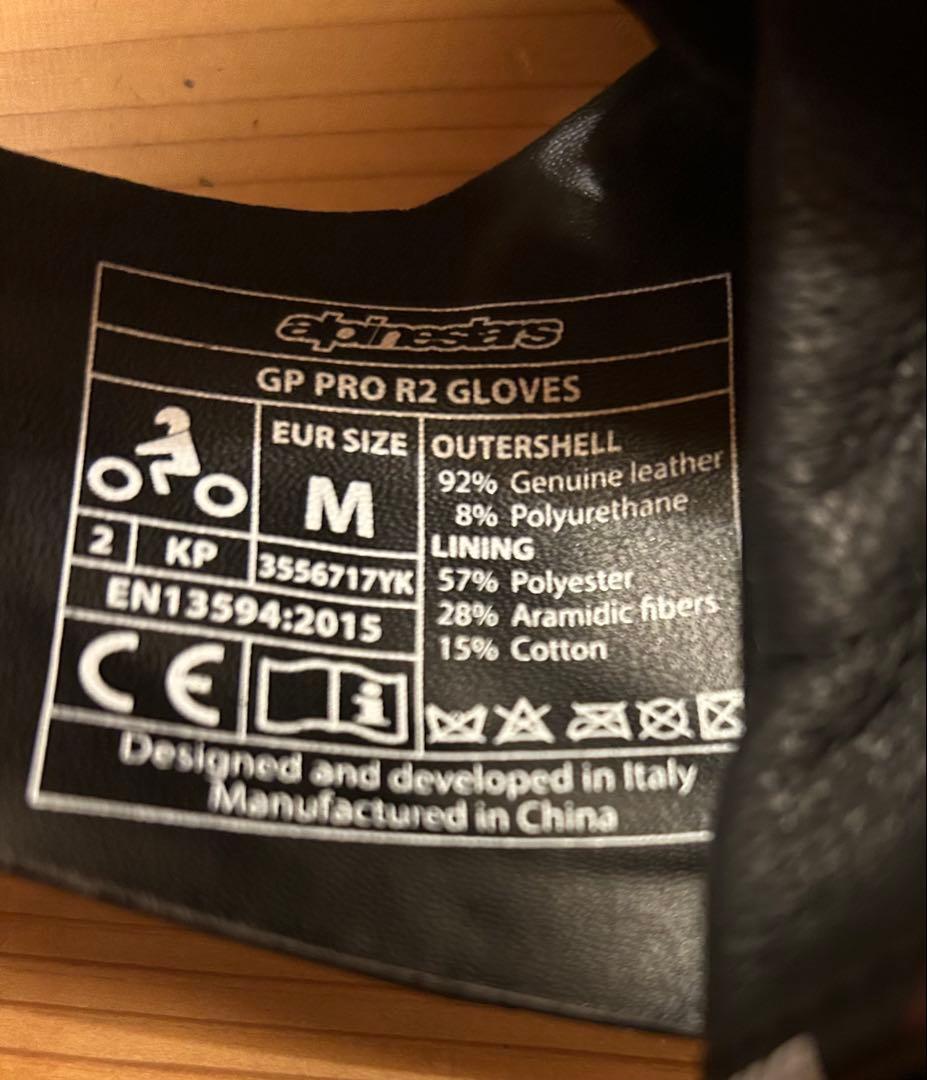 alpinestars
GP PRO R2 GLOVES
EUR SIZE
M
2 KP 3556717YK
EN13594:2015
CE
i
OUTERSHELL
92% Genuine leather
8% Polyurethane
LINING
57% Polyester
28% Aramidic fibers
15% Cotton
Designed and developed in Italy
Manufactured in China